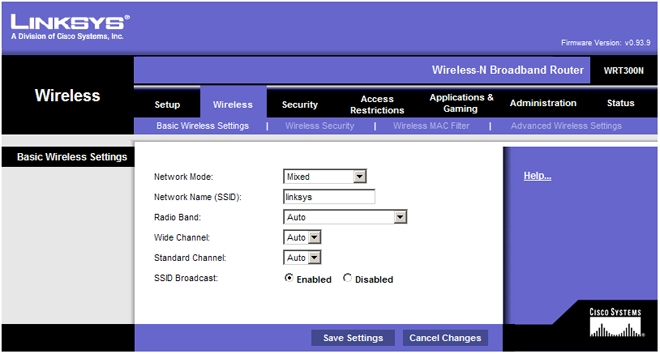 LINKSYS®
A Division of Cisco Systems, Inc.
Firmware Version: v0.93.9
Wireless-N Broadband Router WRT300N
Wireless
Setup Wireless Security Access Restrictions Applications & Gaming Administration Status
Basic Wireless Settings | Wireless Security | Wireless MAC Filter | Advanced Wireless Settings
Basic Wireless Settings
Network Mode: Mixed
Network Name (SSID): linksys
Radio Band: Auto
Wide Channel: Auto
Standard Channel: Auto
SSID Broadcast: Enabled Disabled
Help...
Save Settings Cancel Changes
CISCO SYSTEMS